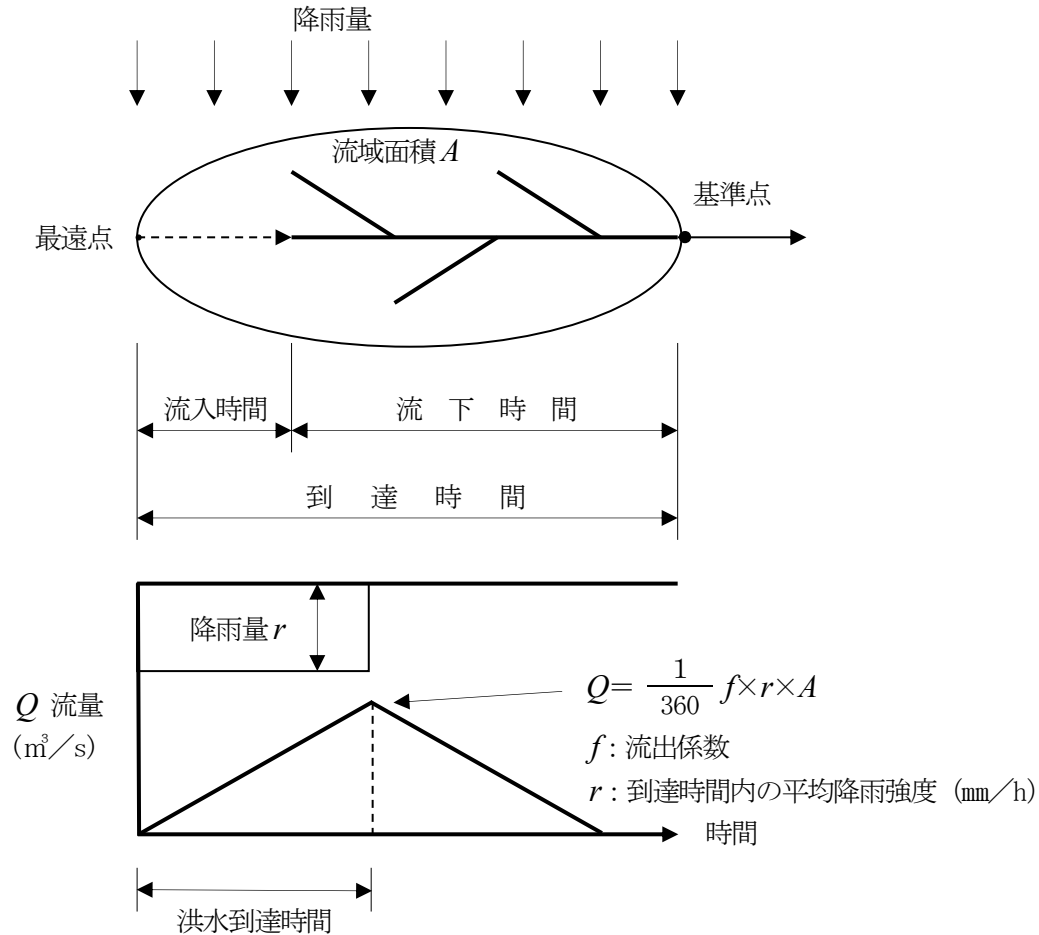 降雨量
流域面積A
基準点
最遠点
流入時間
流下時間
到達時間
降雨量r
Q 流量
(㎥/s)
Q= 1/360 f×r×A
f:流出係数
r:到達時間内の平均降雨強度(㎜/h)
時間
洪水到達時間